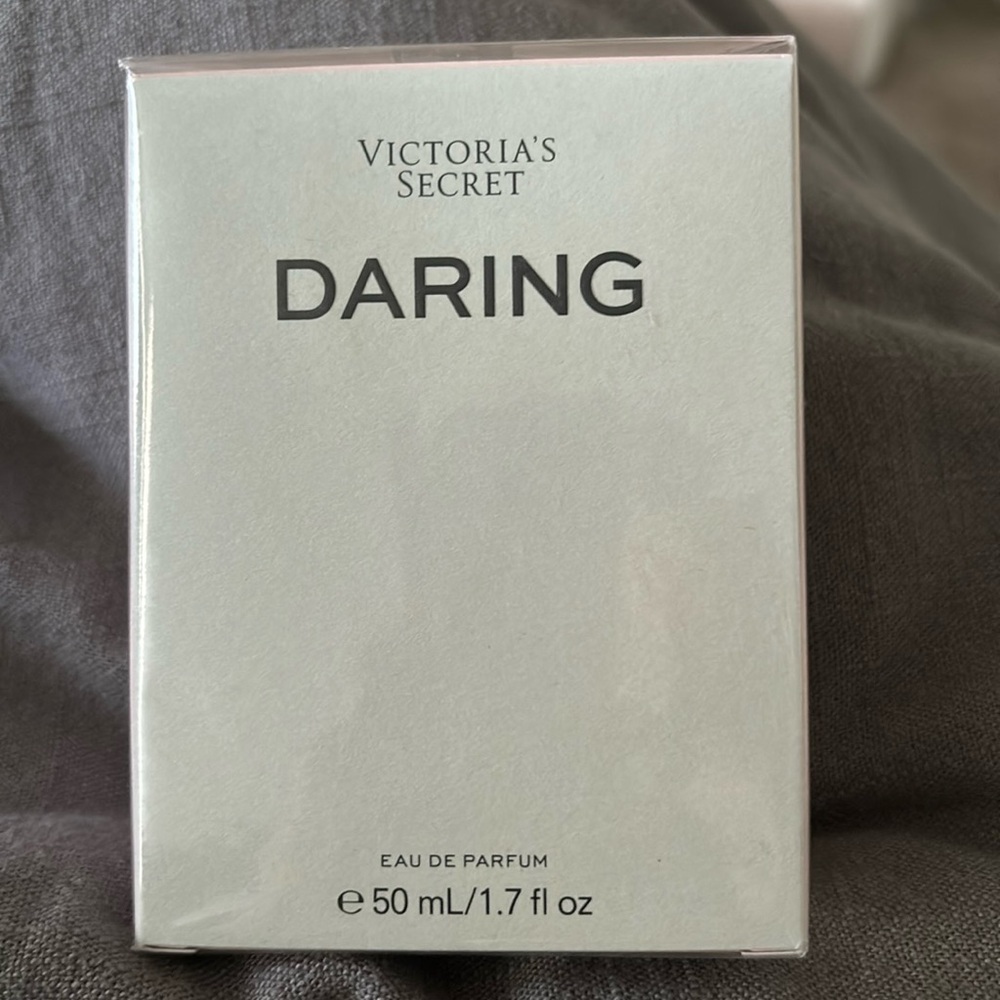 VICTORIA'S
SECRET
DARING
EAU DE PARFUM
℮ 50 mL/1.7 fl oz